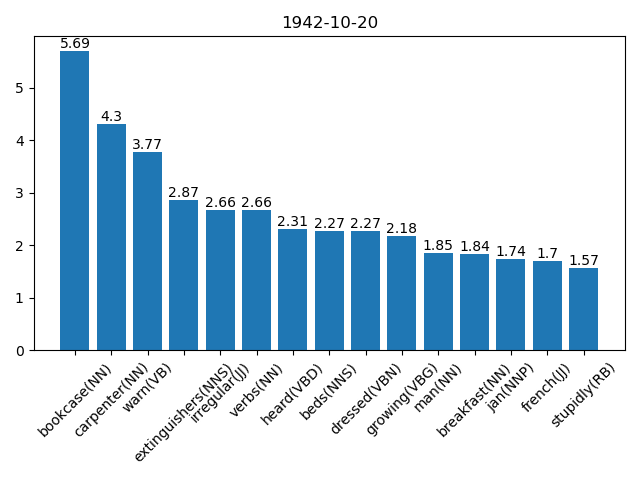 1942-10-20
5.69
4.3
3.77
2.87
2.66
2.66
2.31
2.27
2.27
2.18
1.85
1.84
1.74
1.7
1.57
5
4
3
2
1
0
bookcase(NN)
carpenter(NN)
warn(VB)
extinguishers(NNS)
irregular(JJ)
verbs(NN)
heard(VBD)
beds(NNS)
dressed(VBN)
growing(VBG)
man(NN)
breakfast(NN)
jan(NNP)
french(JJ)
stupidly(RB)